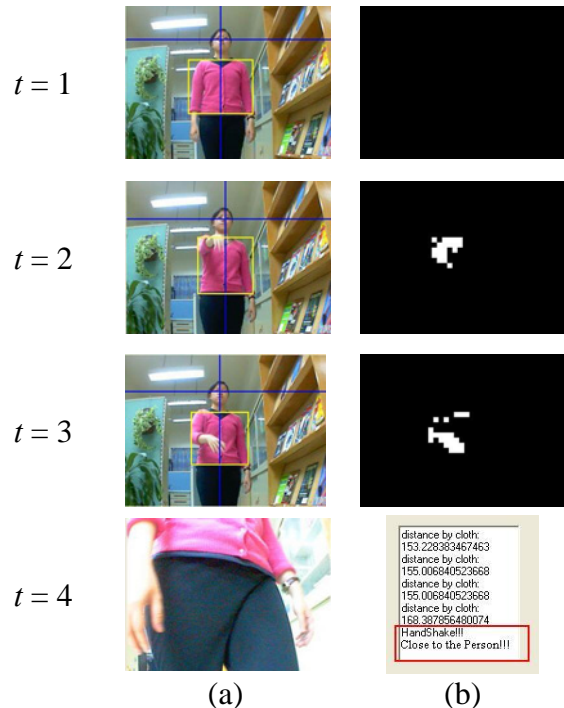 t = 1
t = 2
t = 3
t = 4
distance by cloth:
153.228383467463
distance by cloth:
155.006840523668
distance by cloth:
155.006840523668
distance by cloth:
168.387856480074
HandShake!!!
Close to the Person!!!
(a)
(b)